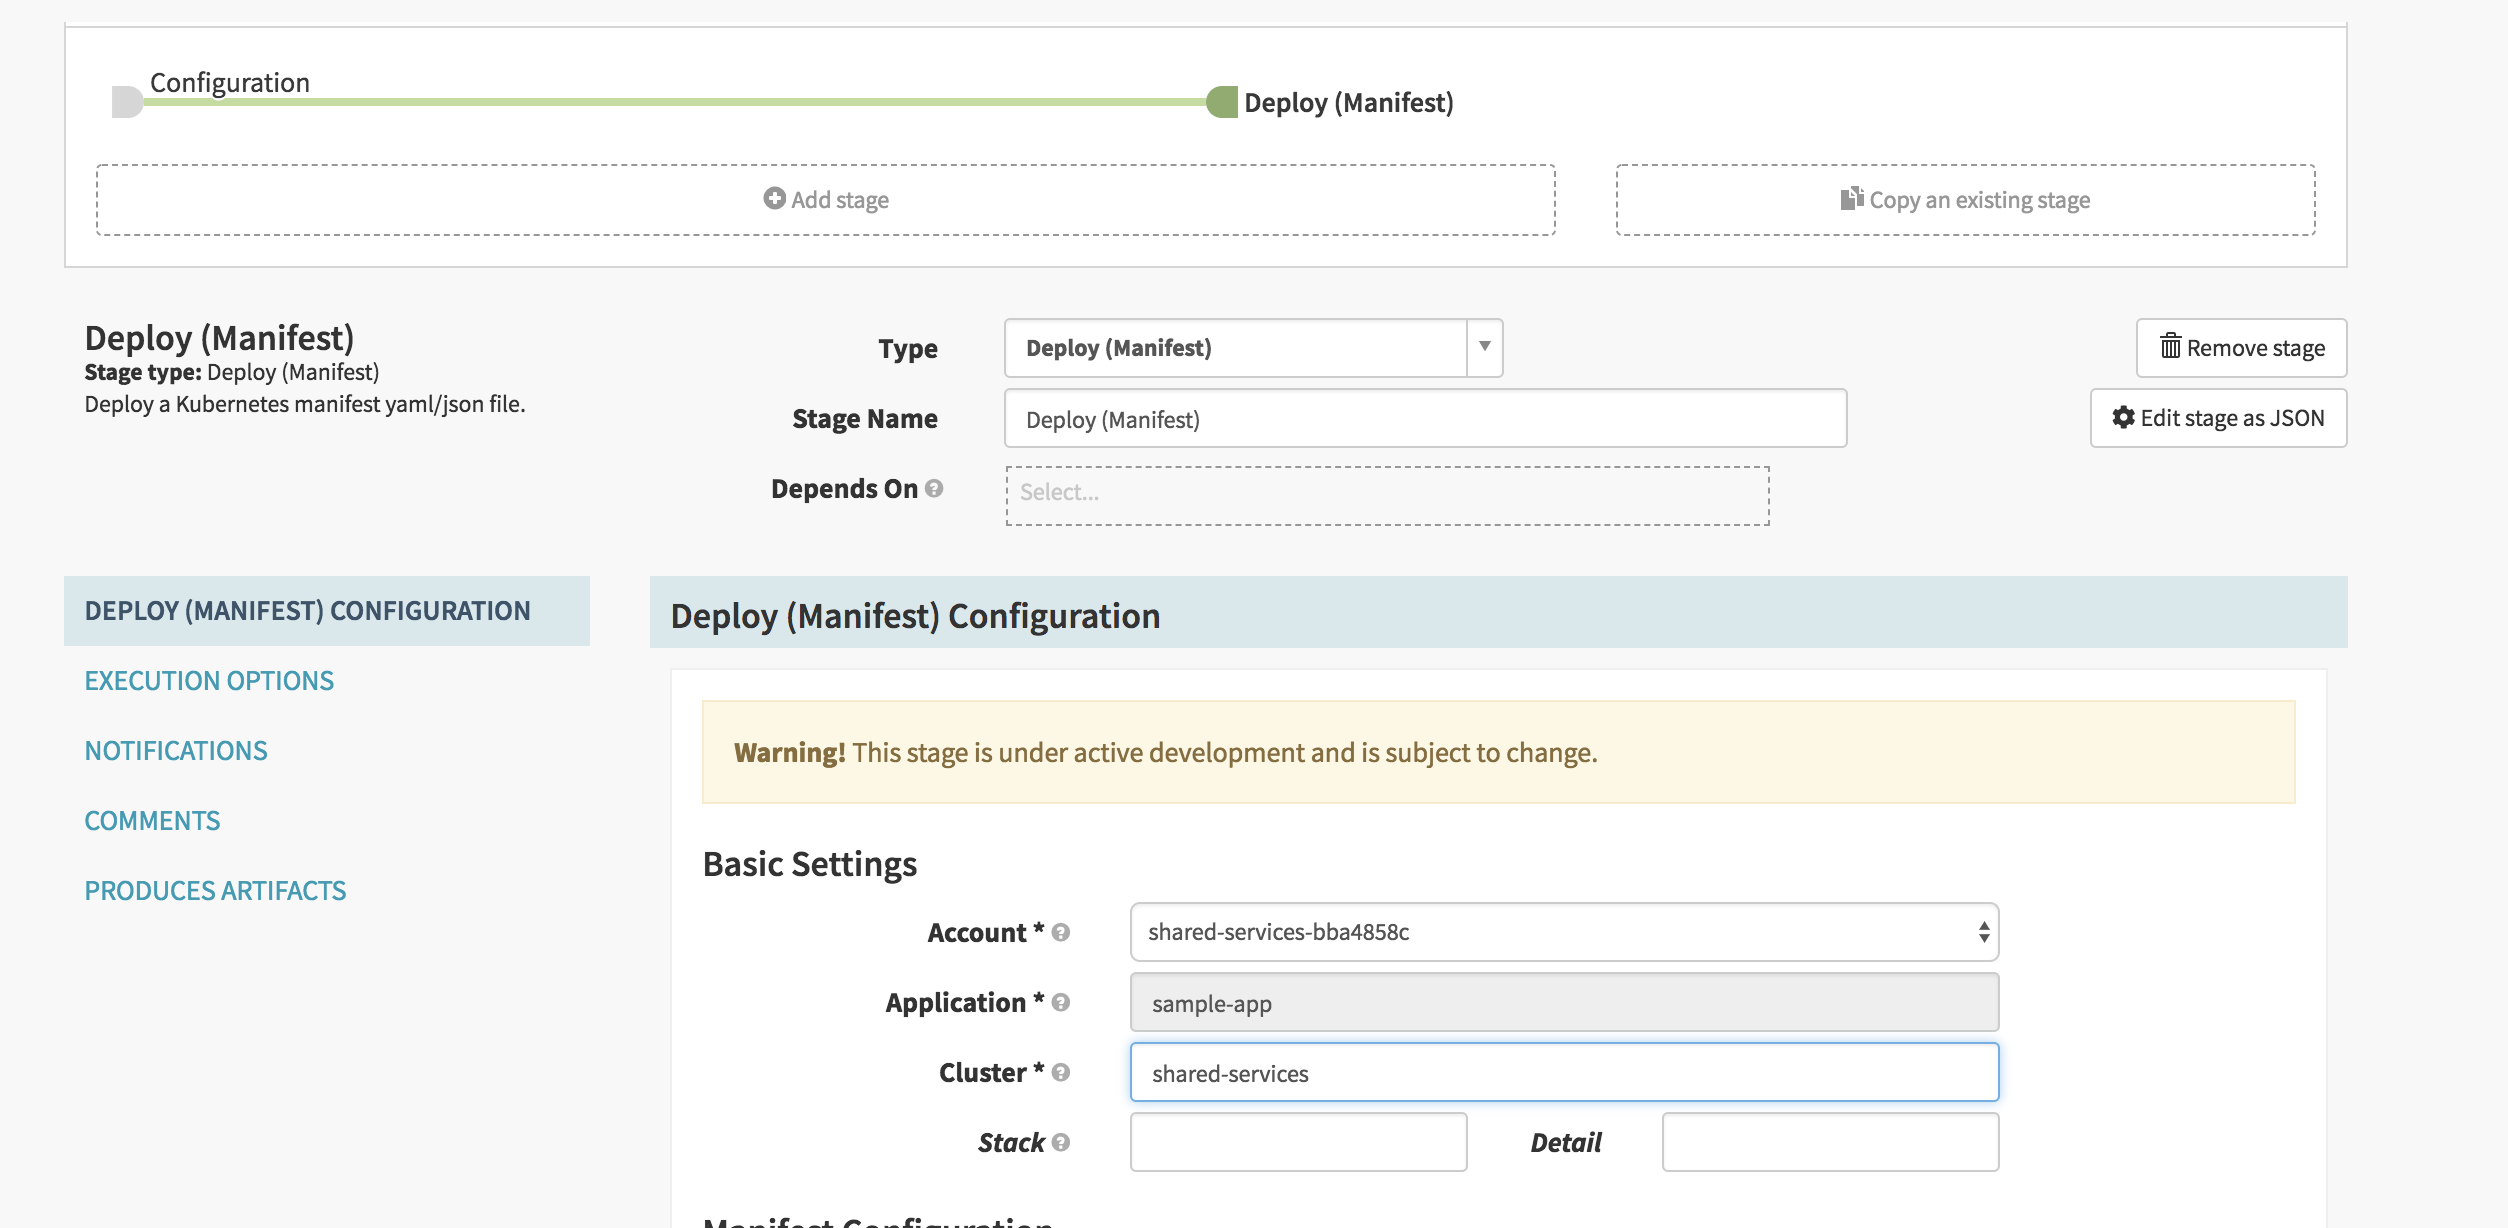 Configuration
Deploy (Manifest)
Add stage
Copy an existing stage
Deploy (Manifest)
Stage type: Deploy (Manifest)
Deploy a Kubernetes manifest yaml/json file.
Type
Deploy (Manifest)
Remove stage
Stage Name
Deploy (Manifest)
Edit stage as JSON
Depends On
Select...
DEPLOY (MANIFEST) CONFIGURATION
EXECUTION OPTIONS
NOTIFICATIONS
COMMENTS
PRODUCES ARTIFACTS
Deploy (Manifest) Configuration
Warning! This stage is under active development and is subject to change.
Basic Settings
Account *
shared-services-bba4858c
Application *
sample-app
Cluster *
shared-services
Stack
Detail
Manifest Configuration